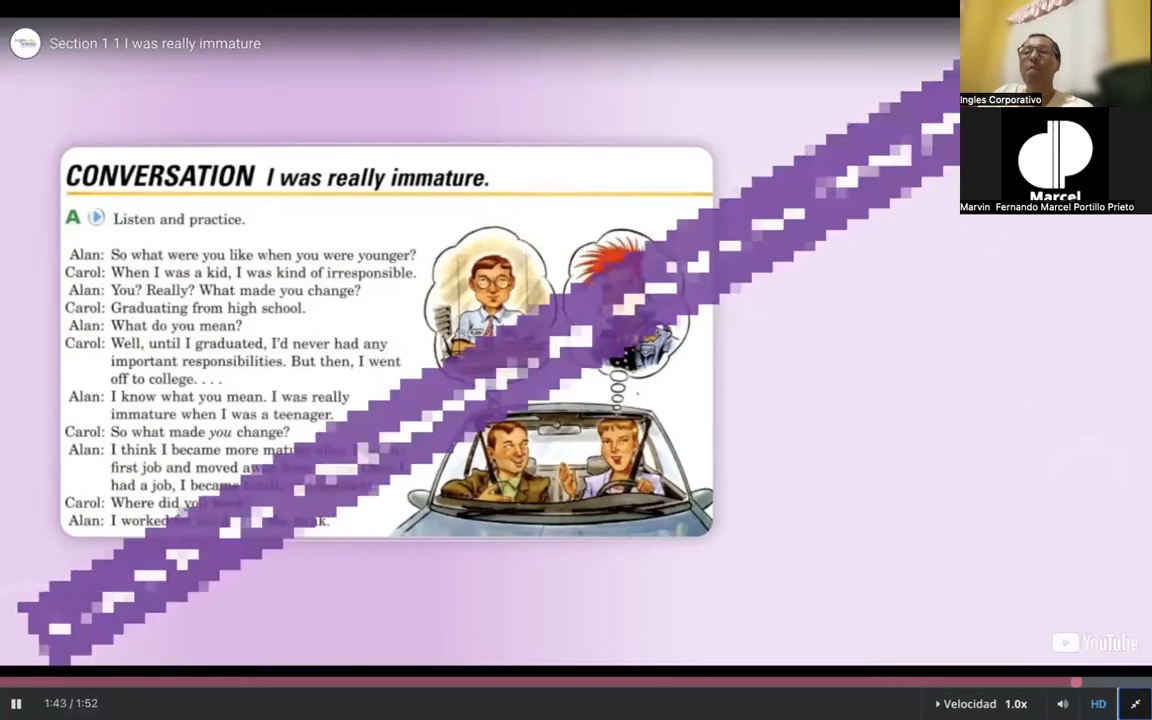 Section 1 1 I was really immature
Ingles Corporativo
Marcel
Marvin Fernando Marcel Portillo Prieto
CONVERSATION I was really immature.
A Listen and practice.
Alan: So what were you like when you were younger?
Carol: When I was a kid, I was kind of irresponsible.
Alan: You? Really? What made you change?
Carol: Graduating from high school.
Alan: What do you mean?
Carol: Well, until I graduated, I'd never had any
important responsibilities. But then, I went
off to college. . . .
Alan: I know what you mean. I was really
immature when I was a teenager.
Carol: So what made you change?
Alan: I think I became more mature
first job and moved away
had a job, I became
Carol: Where did you
Alan: I worked
YouTube
1:43 / 1:52
Velocidad 1.0x
HD